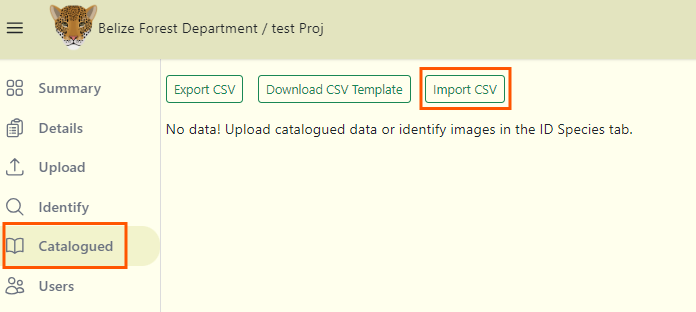 Belize Forest Department / test Proj
Summary
Details
Upload
Identify
Catalogued
Users
Export CSV
Download CSV Template
Import CSV
No data! Upload catalogued data or identify images in the ID Species tab.